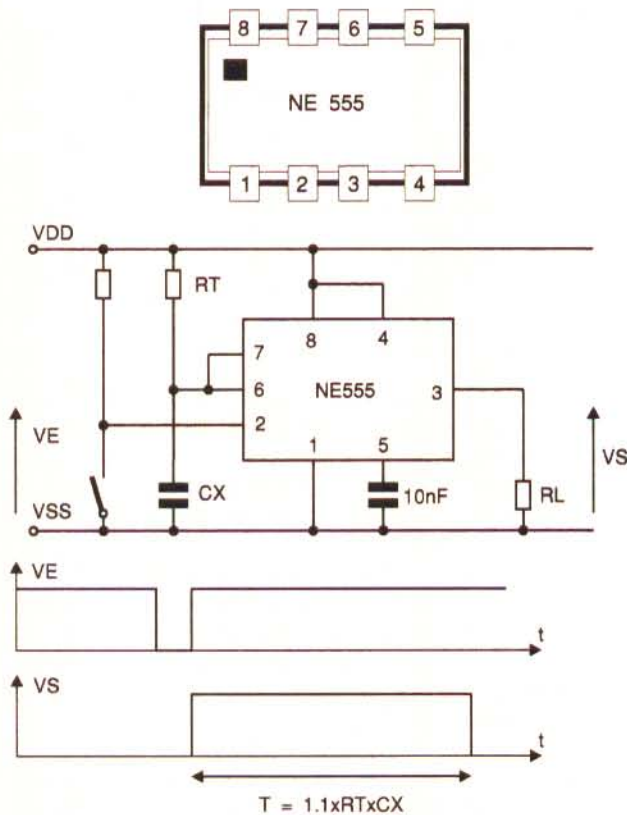 8 7 6 5
NE 555
1 2 3 4
VDD
RT
8 4
7
6 NE555 3
2
1 5
VE
VS
CX 10nF RL
VSS
VE
t
VS
t
T = 1.1xRTxCX